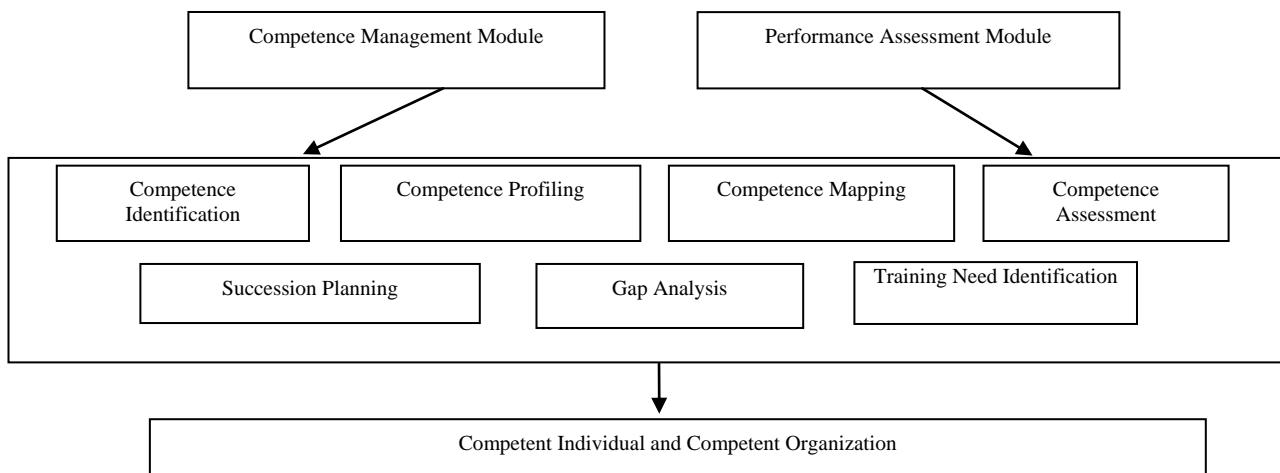 Competence Management Module
Performance Assessment Module
Competence
Identification
Competence Profiling
Competence Mapping
Competence
Assessment
Succession Planning
Gap Analysis
Training Need Identification
Competent Individual and Competent Organization